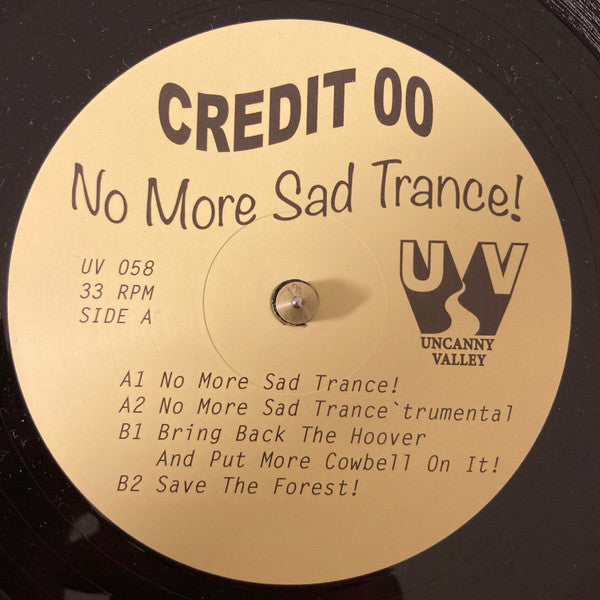 CREDIT 00
No More Sad Trance!
UV 058
33 RPM
SIDE A
UV
UNCANNY
VALLEY
A1 No More Sad Trance!
A2 No More Sad Trance`trumental
B1 Bring Back The Hoover
And Put More Cowbell On It!
B2 Save The Forest!